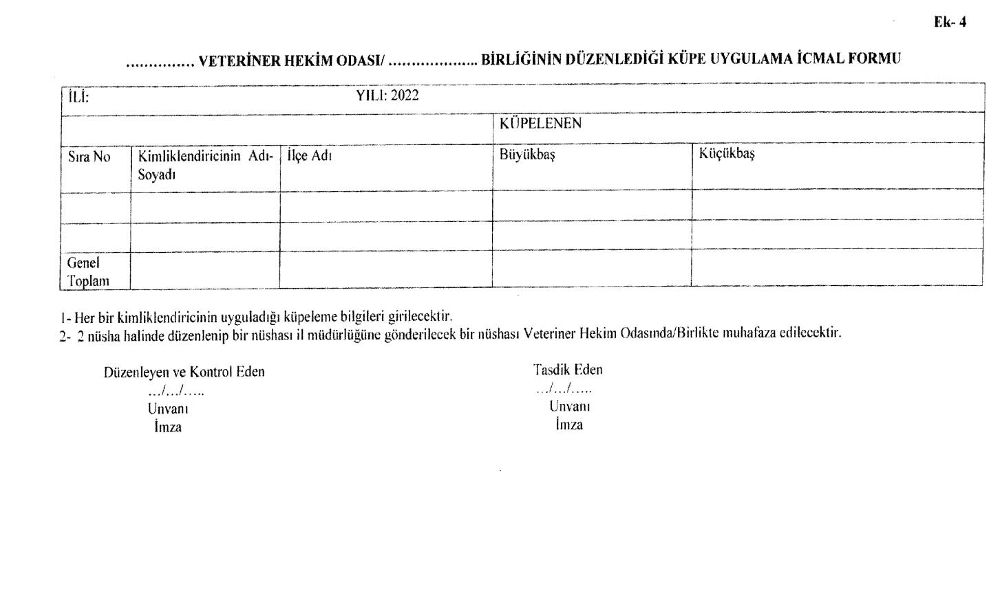 Ek- 4
............... VETERİNER HEKİM ODASI/ .................... BİRLİĞİNİN DÜZENLEDİĞİ KÜPE UYGULAMA İCMAL FORMU
İLİ: YILI: 2022
KÜPELENEN
Sıra No Kimliklendiricinin Adı- İlçe Adı Büyükbaş Küçükbaş
Soyadı
Genel
Toplam
1- Her bir kimliklendiricinin uyguladığı küpeleme bilgileri girilecektir.
2- 2 nüsha halinde düzenlenip bir nüshası il müdürlüğüne gönderilecek bir nüshası Veteriner Hekim Odasında/Birlikte muhafaza edilecektir.
Düzenleyen ve Kontrol Eden Tasdik Eden
.../.../..... .../.../.....
Unvanı Unvanı
İmza İmza